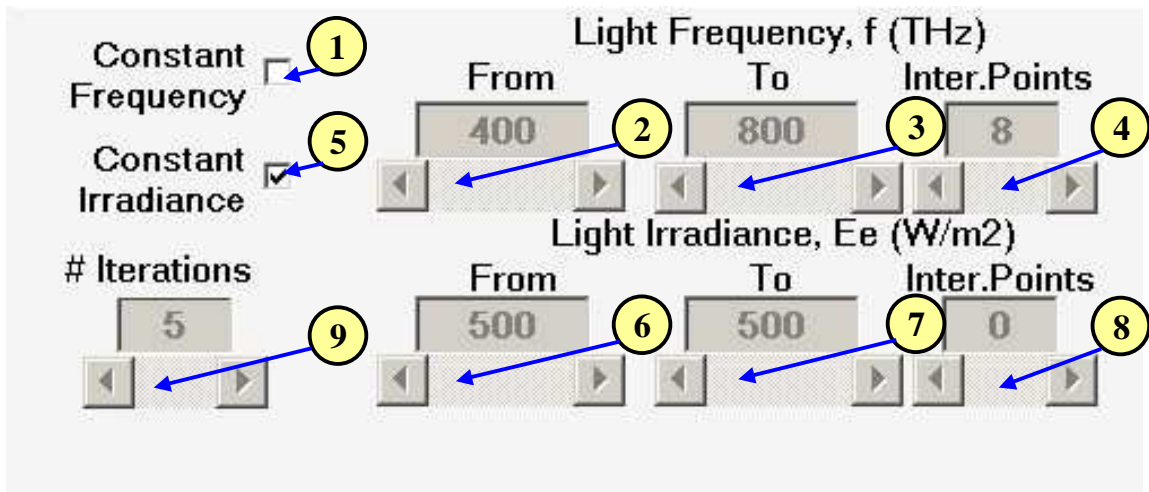 Constant
Frequency
1
Light Frequency, f (THz)
From
To
Inter.Points
400
800
8
2
3
4
Constant
Irradiance
5
Light Irradiance, Ee (W/m2)
# Iterations
From
To
Inter.Points
5
500
500
0
9
6
7
8